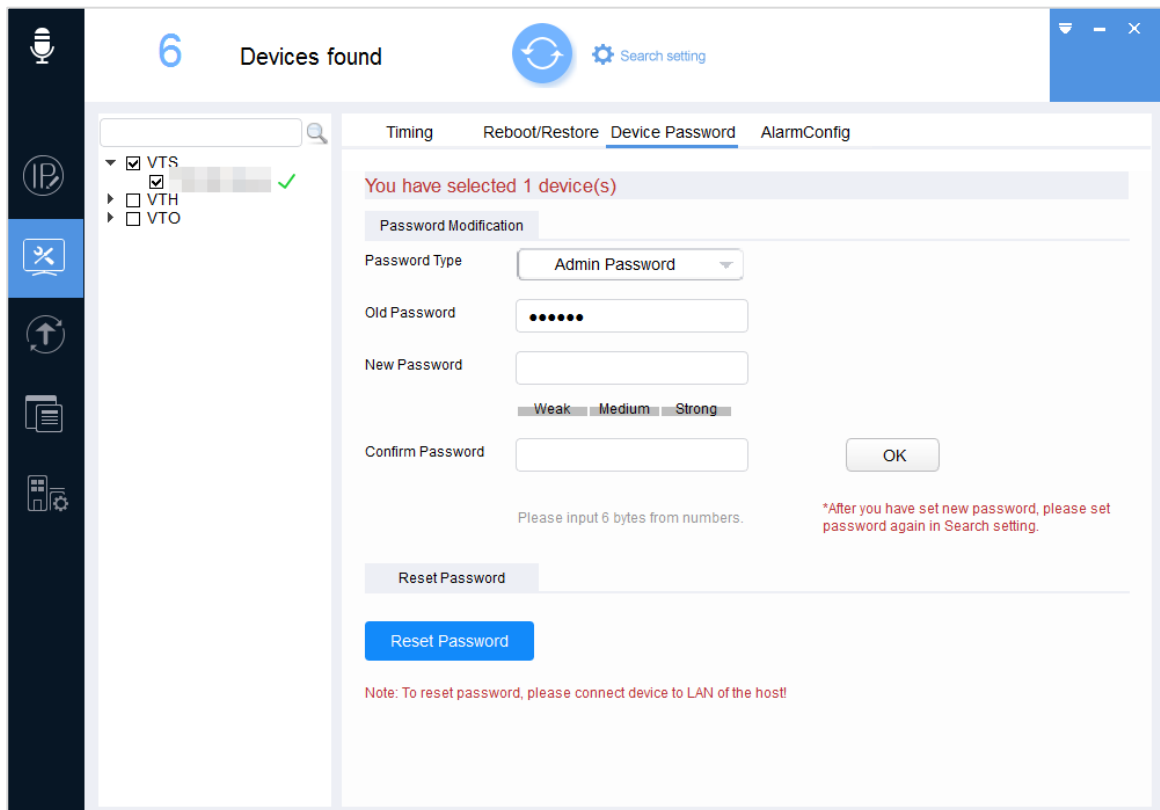 6 Devices found Search setting
Timing Reboot/Restore Device Password AlarmConfig
VTS
VTH
VTO
You have selected 1 device(s)
Password Modification
Password Type Admin Password
Old Password ●●●●●●
New Password
Weak Medium Strong
Confirm Password OK
Please input 6 bytes from numbers.
*After you have set new password, please set
password again in Search setting.
Reset Password
Reset Password
Note: To reset password, please connect device to LAN of the host!
IP